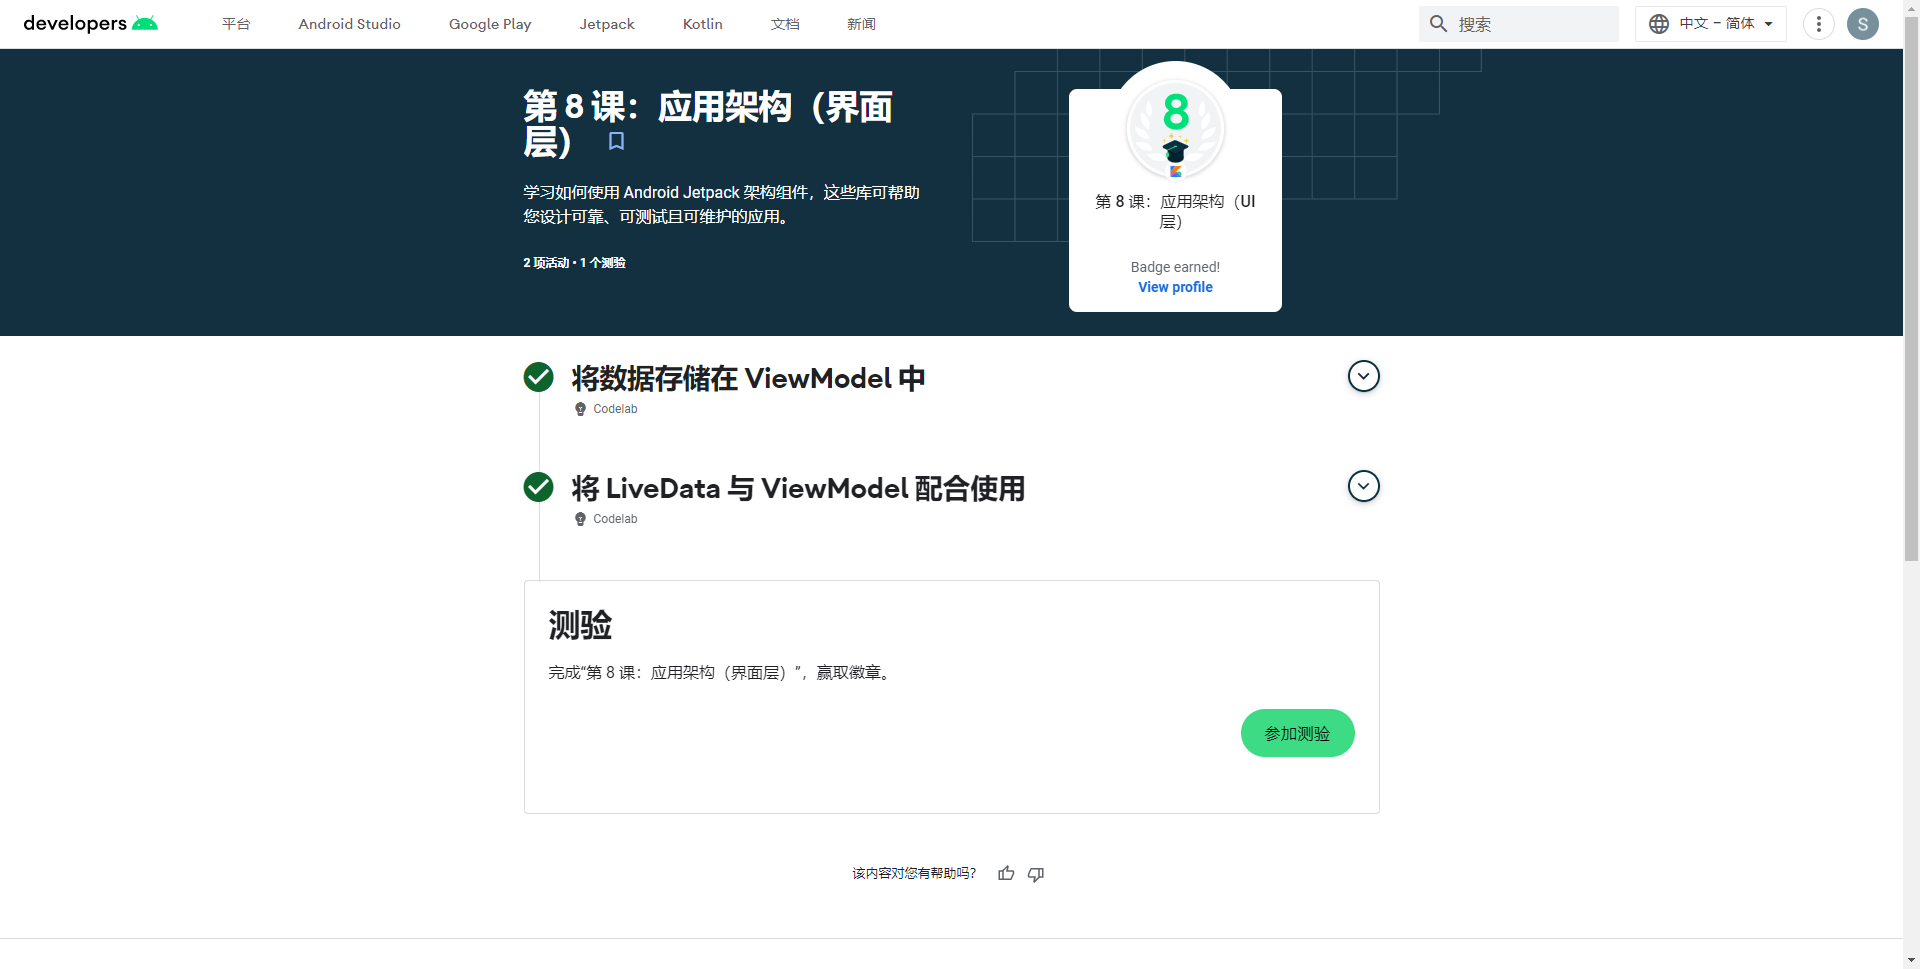 developers 平台 Android Studio Google Play Jetpack Kotlin 文档 新闻 搜索 中文 – 简体 S
第 8 课：应用架构（界面
层）
学习如何使用 Android Jetpack 架构组件，这些库可帮助
您设计可靠、可测试且可维护的应用。
2 项活动 • 1 个测验
8
第 8 课：应用架构（UI
层）
Badge earned!
View profile
将数据存储在 ViewModel 中
Codelab
将 LiveData 与 ViewModel 配合使用
Codelab
测验
完成“第 8 课：应用架构（界面层）”，赢取徽章。
参加测验
该内容对您有帮助吗？